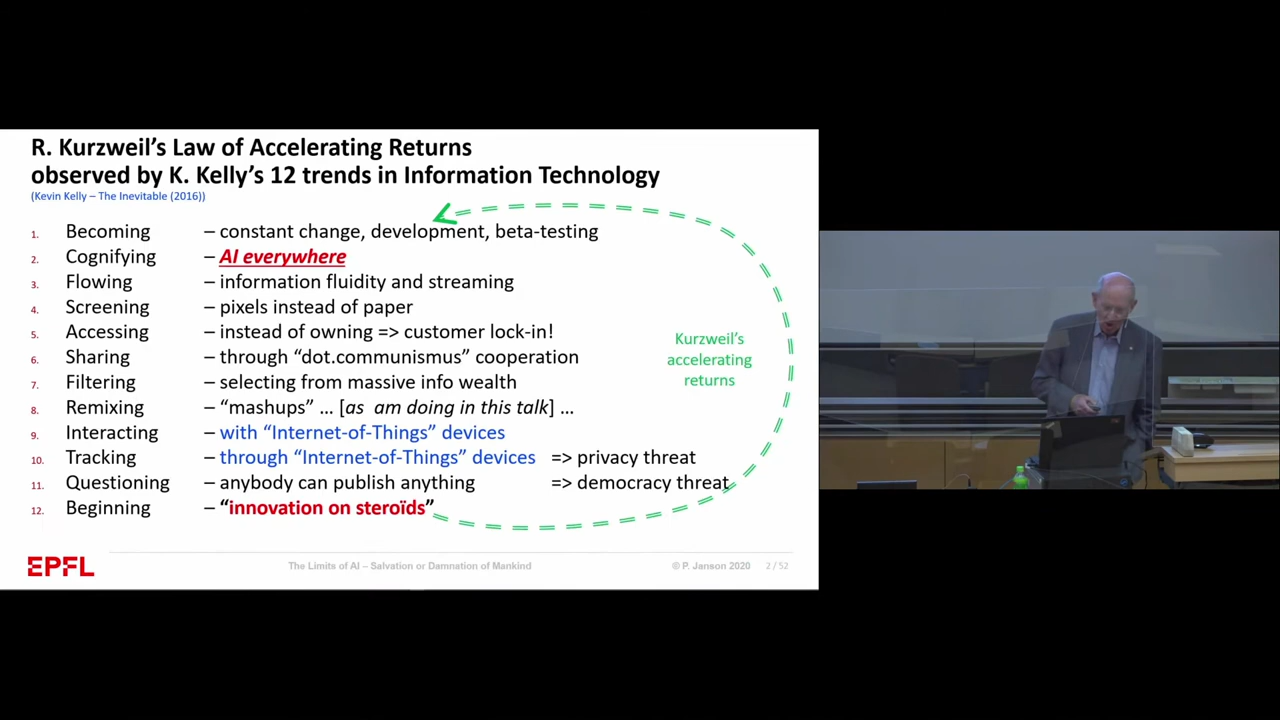 R. Kurzweil's Law of Accelerating Returns
observed by K. Kelly's 12 trends in Information Technology
(Kevin Kelly – The Inevitable (2016))
1. Becoming – constant change, development, beta-testing
2. Cognifying – AI everywhere
3. Flowing – information fluidity and streaming
4. Screening – pixels instead of paper
5. Accessing – instead of owning => customer lock-in!
6. Sharing – through “dot.communismus” cooperation
7. Filtering – selecting from massive info wealth
8. Remixing – “mashups” … [as am doing in this talk] …
9. Interacting – with “Internet-of-Things” devices
10. Tracking – through “Internet-of-Things” devices => privacy threat
11. Questioning – anybody can publish anything => democracy threat
12. Beginning – “innovation on steroïds”
Kurzweil's
accelerating
returns
EPFL The Limits of AI – Salvation or Damnation of Mankind © P. Janson 2020 2 / 52